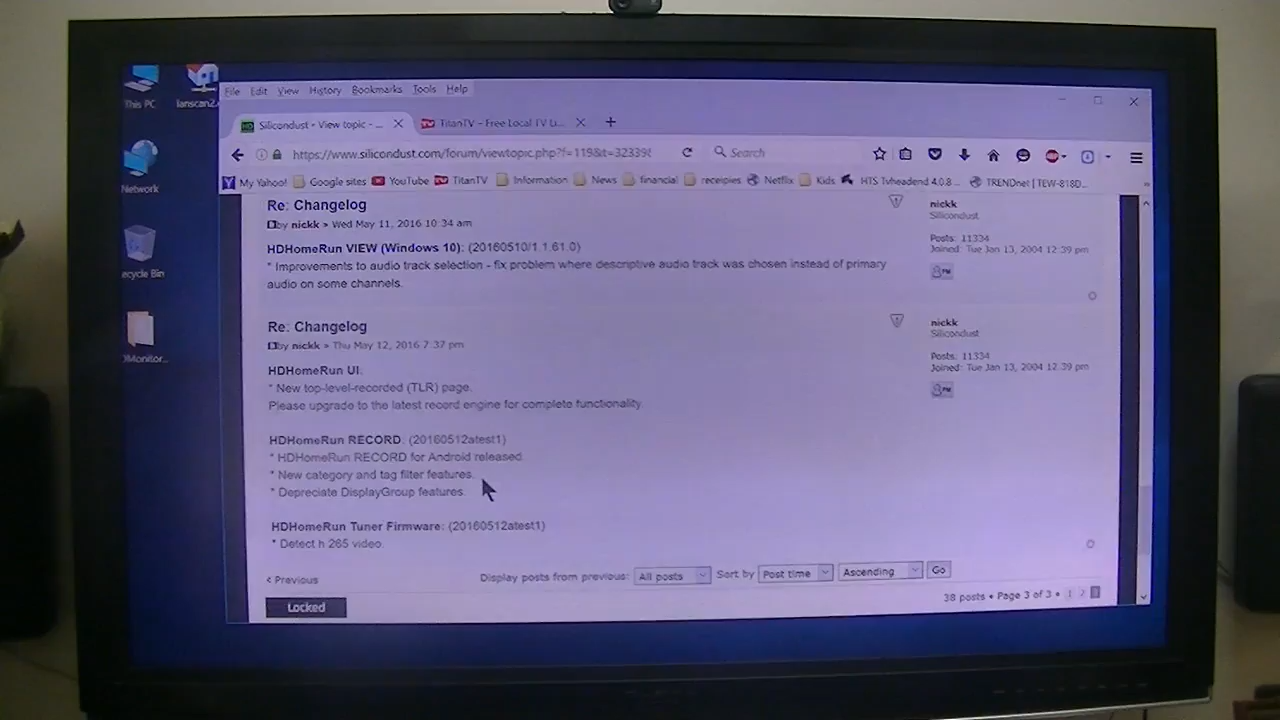 This PC
lanscan2.
Network
ecycle Bin
DMonitor..
File Edit View History Bookmarks Tools Help
Silicondust • View topic - ...
TitanTV - Free Local TV Li...
https://www.silicondust.com/forum/viewtopic.php?f=119&t=32339&
Search
My Yahoo! Google sites YouTube TitanTV Information News financial receipies Netflix Kids HTS Tvheadend 4.0.8 ... TRENDnet | TEW-818D...
Re: Changelog
by nickk » Wed May 11, 2016 10:34 am
nickk
Silicondust
Posts: 11334
Joined: Tue Jan 13, 2004 12:39 pm
HDHomeRun VIEW (Windows 10): (20160510/1.1.61.0)
* Improvements to audio track selection - fix problem where descriptive audio track was chosen instead of primary
audio on some channels.
Re: Changelog
by nickk » Thu May 12, 2016 7:37 pm
nickk
Silicondust
Posts: 11334
Joined: Tue Jan 13, 2004 12:39 pm
HDHomeRun UI:
* New top-level-recorded (TLR) page.
Please upgrade to the latest record engine for complete functionality.
HDHomeRun RECORD: (20160512atest1)
* HDHomeRun RECORD for Android released.
* New category and tag filter features.
* Depreciate DisplayGroup features.
HDHomeRun Tuner Firmware: (20160512atest1)
* Detect h.265 video.
< Previous
Display posts from previous: All posts Sort by Post time Ascending Go
Locked
38 posts • Page 3 of 3 • 1 2 3